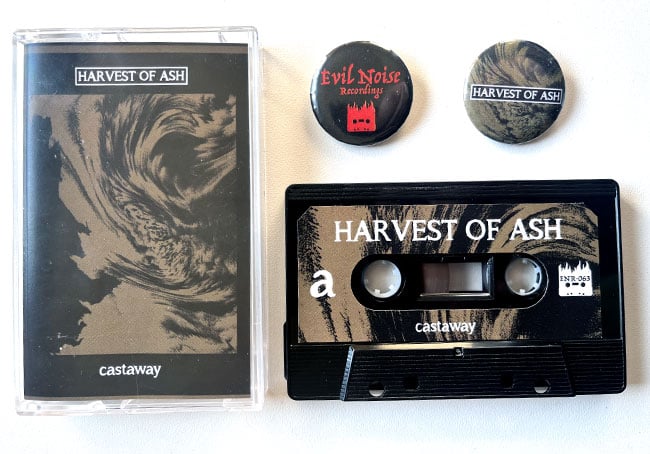 HARVEST OF ASH
castaway
Evil Noise
Recordings
HARVEST OF ASH
HARVEST OF ASH
a
ENR-063
castaway